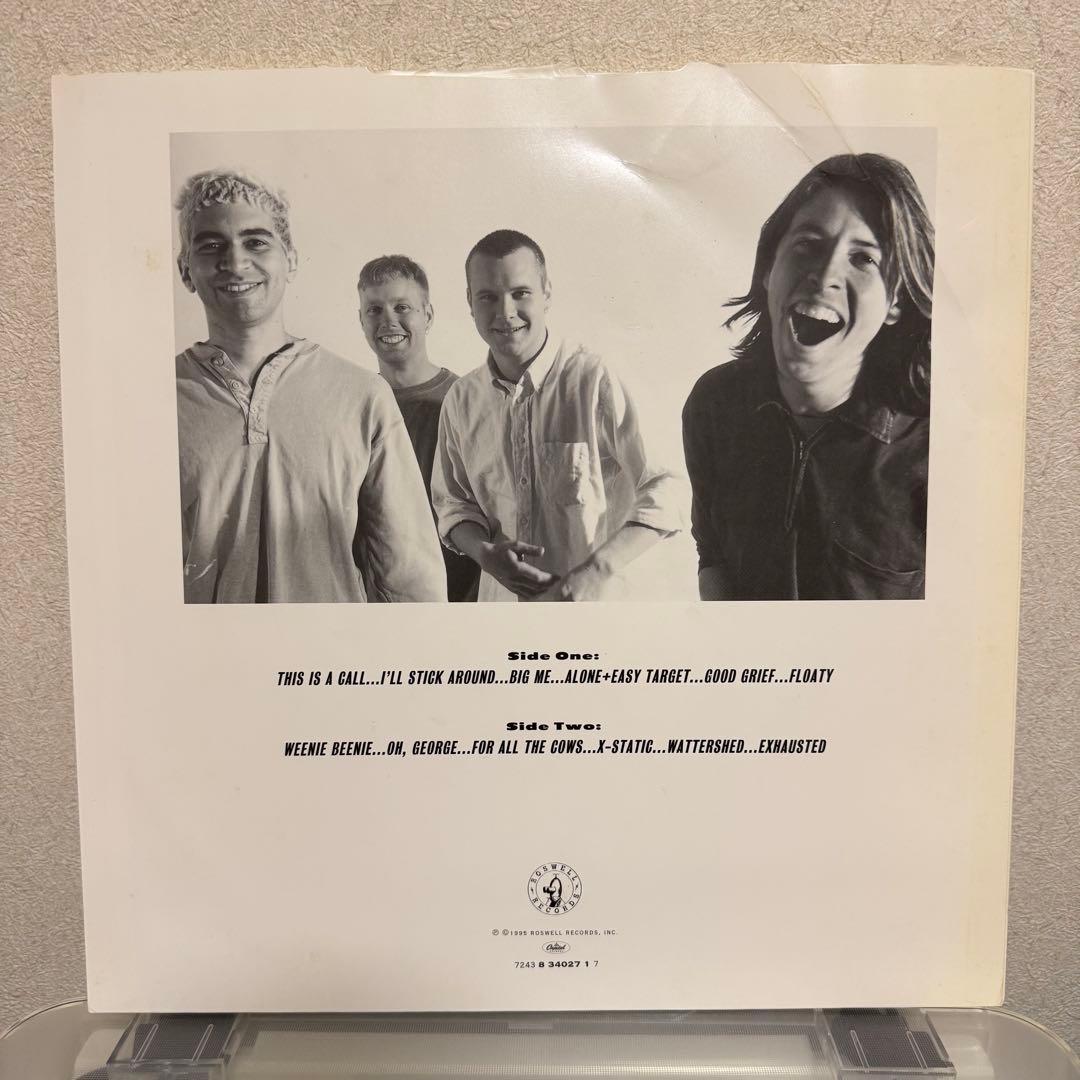 Side One:
THIS IS A CALL...I'LL STICK AROUND...BIG ME...ALONE+EASY TARGET...GOOD GRIEF...FLOATY
Side Two:
WEENIE BEENIE...OH, GEORGE...FOR ALL THE COWS...X-STATIC...WATTERSHED...EXHAUSTED
ROSWELL RECORDS
℗ ©1995 ROSWELL RECORDS, INC.
Capitol
7243 8 34027 1 7